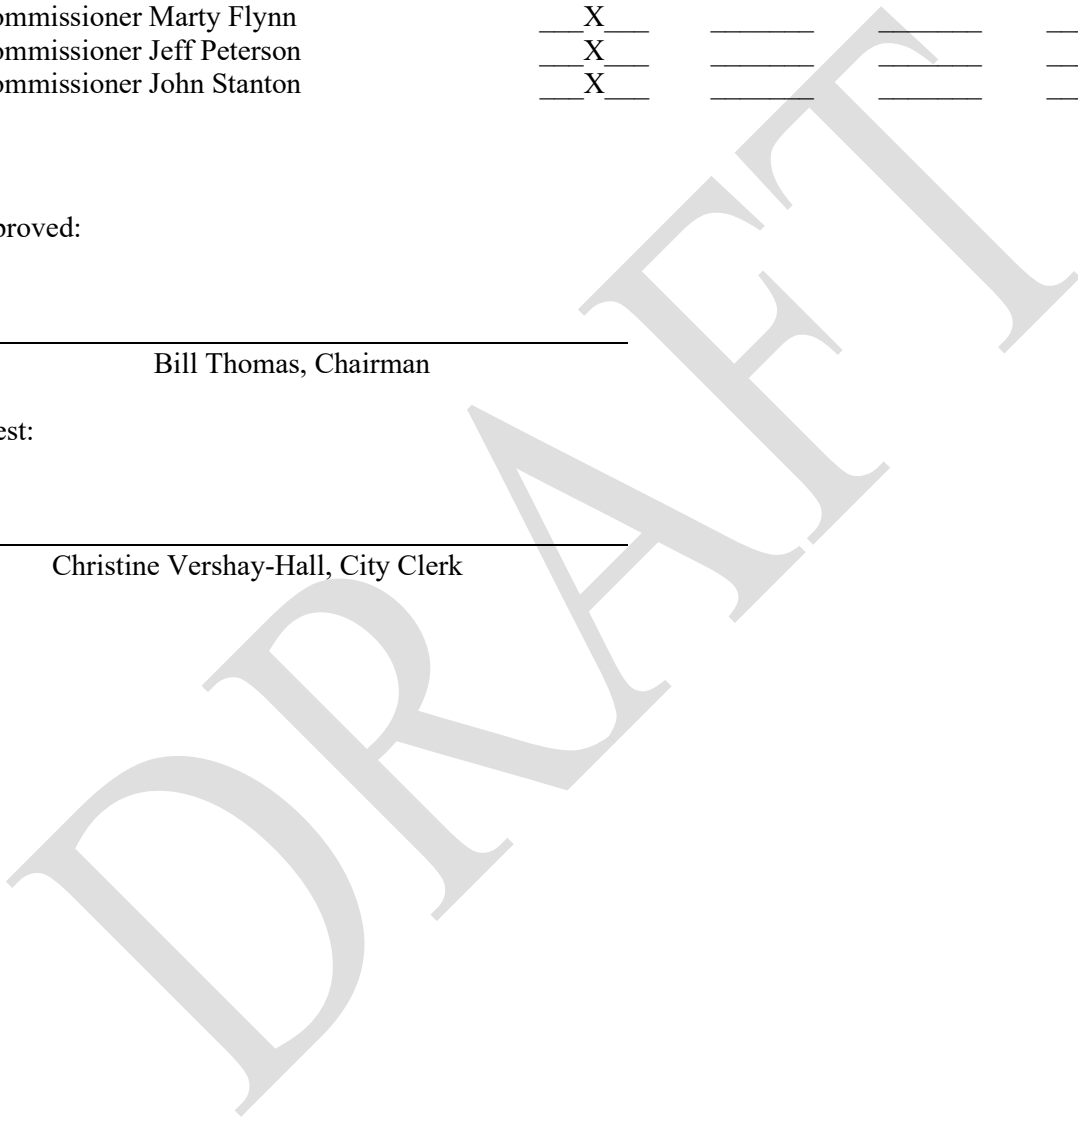 ommissioner Marty Flynn ___X___ _______ _______ __
ommissioner Jeff Peterson ___X___ _______ _______ __
ommissioner John Stanton ___X___ _______ _______ __
proved:
Bill Thomas, Chairman
est:
Christine Vershay-Hall, City Clerk
DRAFT